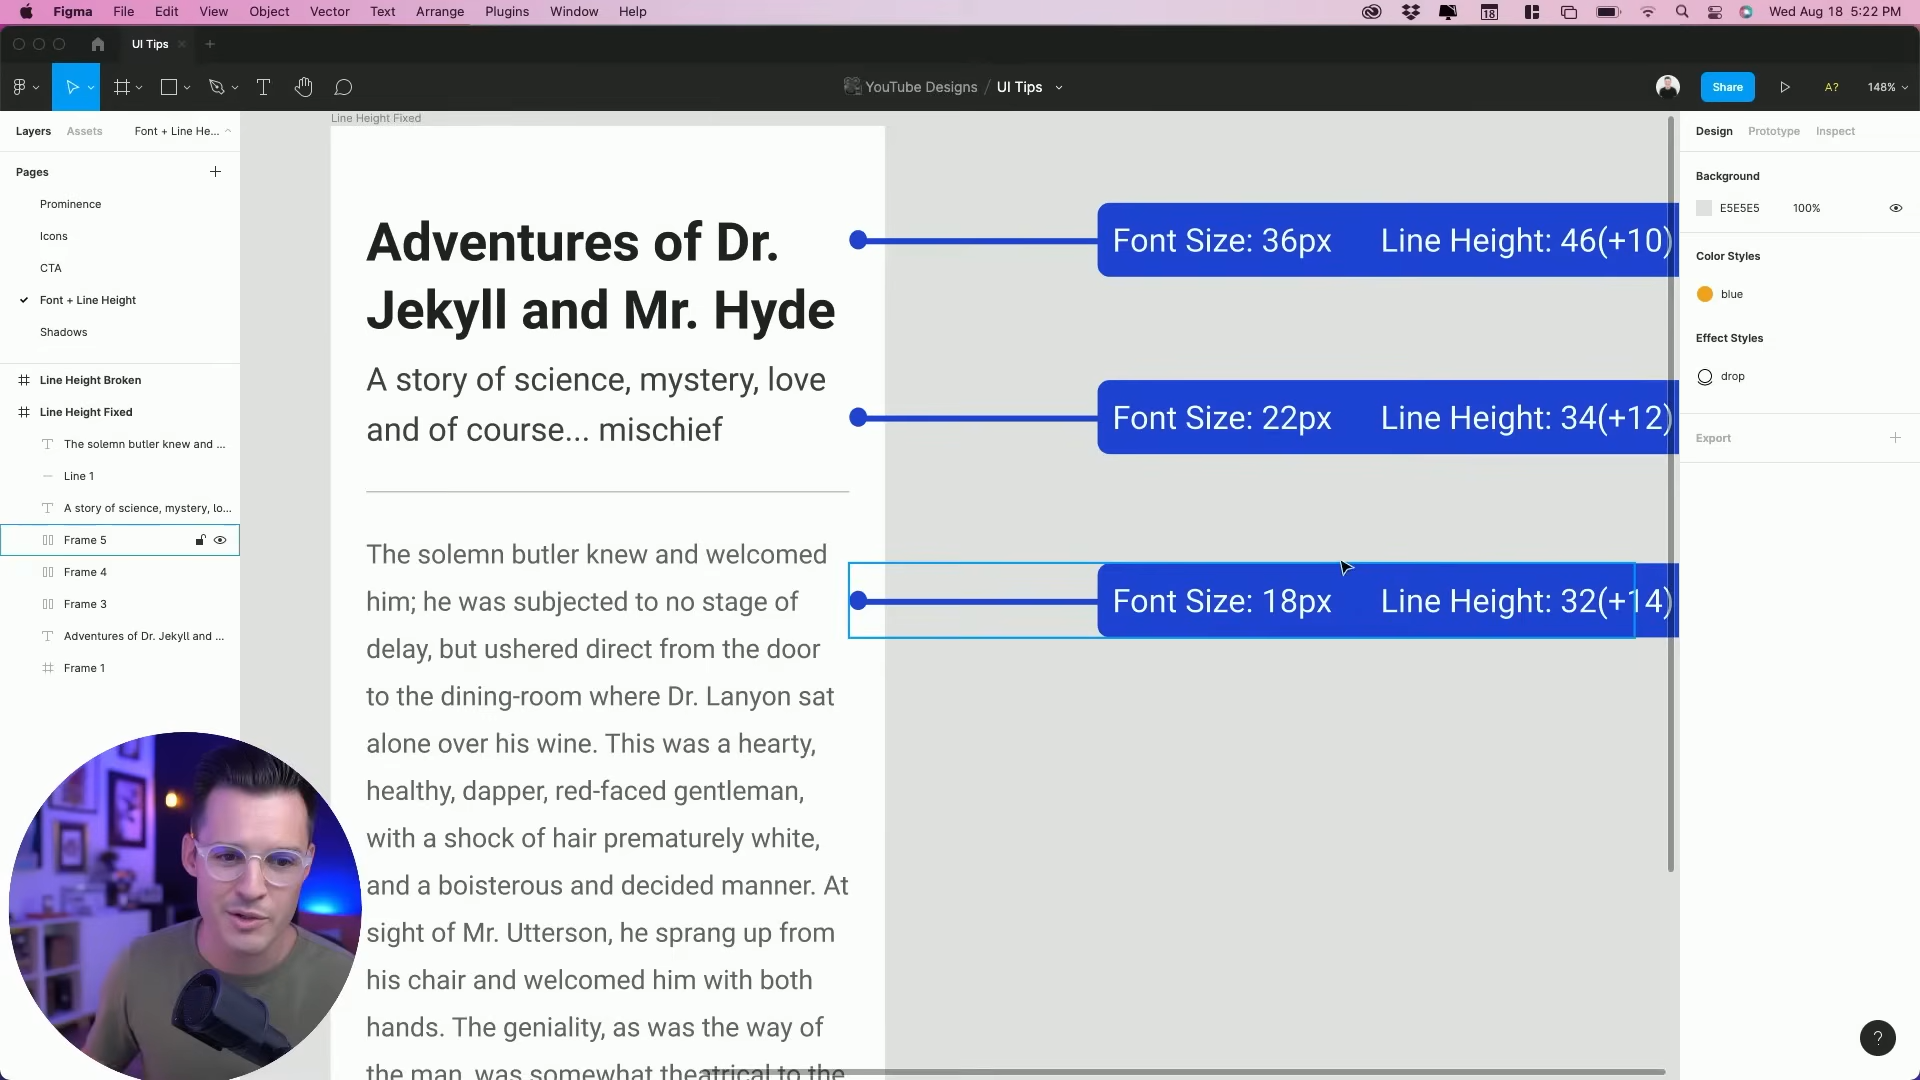 Figma File Edit View Object Vector Text Arrange Plugins Window Help
18
Wed Aug 18 5:22 PM
UI Tips
YouTube Designs / UI Tips
Share
A?
148%
Layers Assets Font + Line He...
Pages
Prominence
Icons
CTA
Font + Line Height
Shadows
Line Height Broken
Line Height Fixed
The solemn butler knew and ...
Line 1
A story of science, mystery, lo...
Frame 5
Frame 4
Frame 3
Adventures of Dr. Jekyll and ...
Frame 1
Line Height Fixed
Adventures of Dr.
Jekyll and Mr. Hyde
A story of science, mystery, love
and of course... mischief
The solemn butler knew and welcomed
him; he was subjected to no stage of
delay, but ushered direct from the door
to the dining-room where Dr. Lanyon sat
alone over his wine. This was a hearty,
healthy, dapper, red-faced gentleman,
with a shock of hair prematurely white,
and a boisterous and decided manner. At
sight of Mr. Utterson, he sprang up from
his chair and welcomed him with both
hands. The geniality, as was the way of
the man, was somewhat theatrical to the
Font Size: 36px Line Height: 46(+10)
Font Size: 22px Line Height: 34(+12)
Font Size: 18px Line Height: 32(+14)
Design Prototype Inspect
Background
E5E5E5 100%
Color Styles
blue
Effect Styles
drop
Export
?